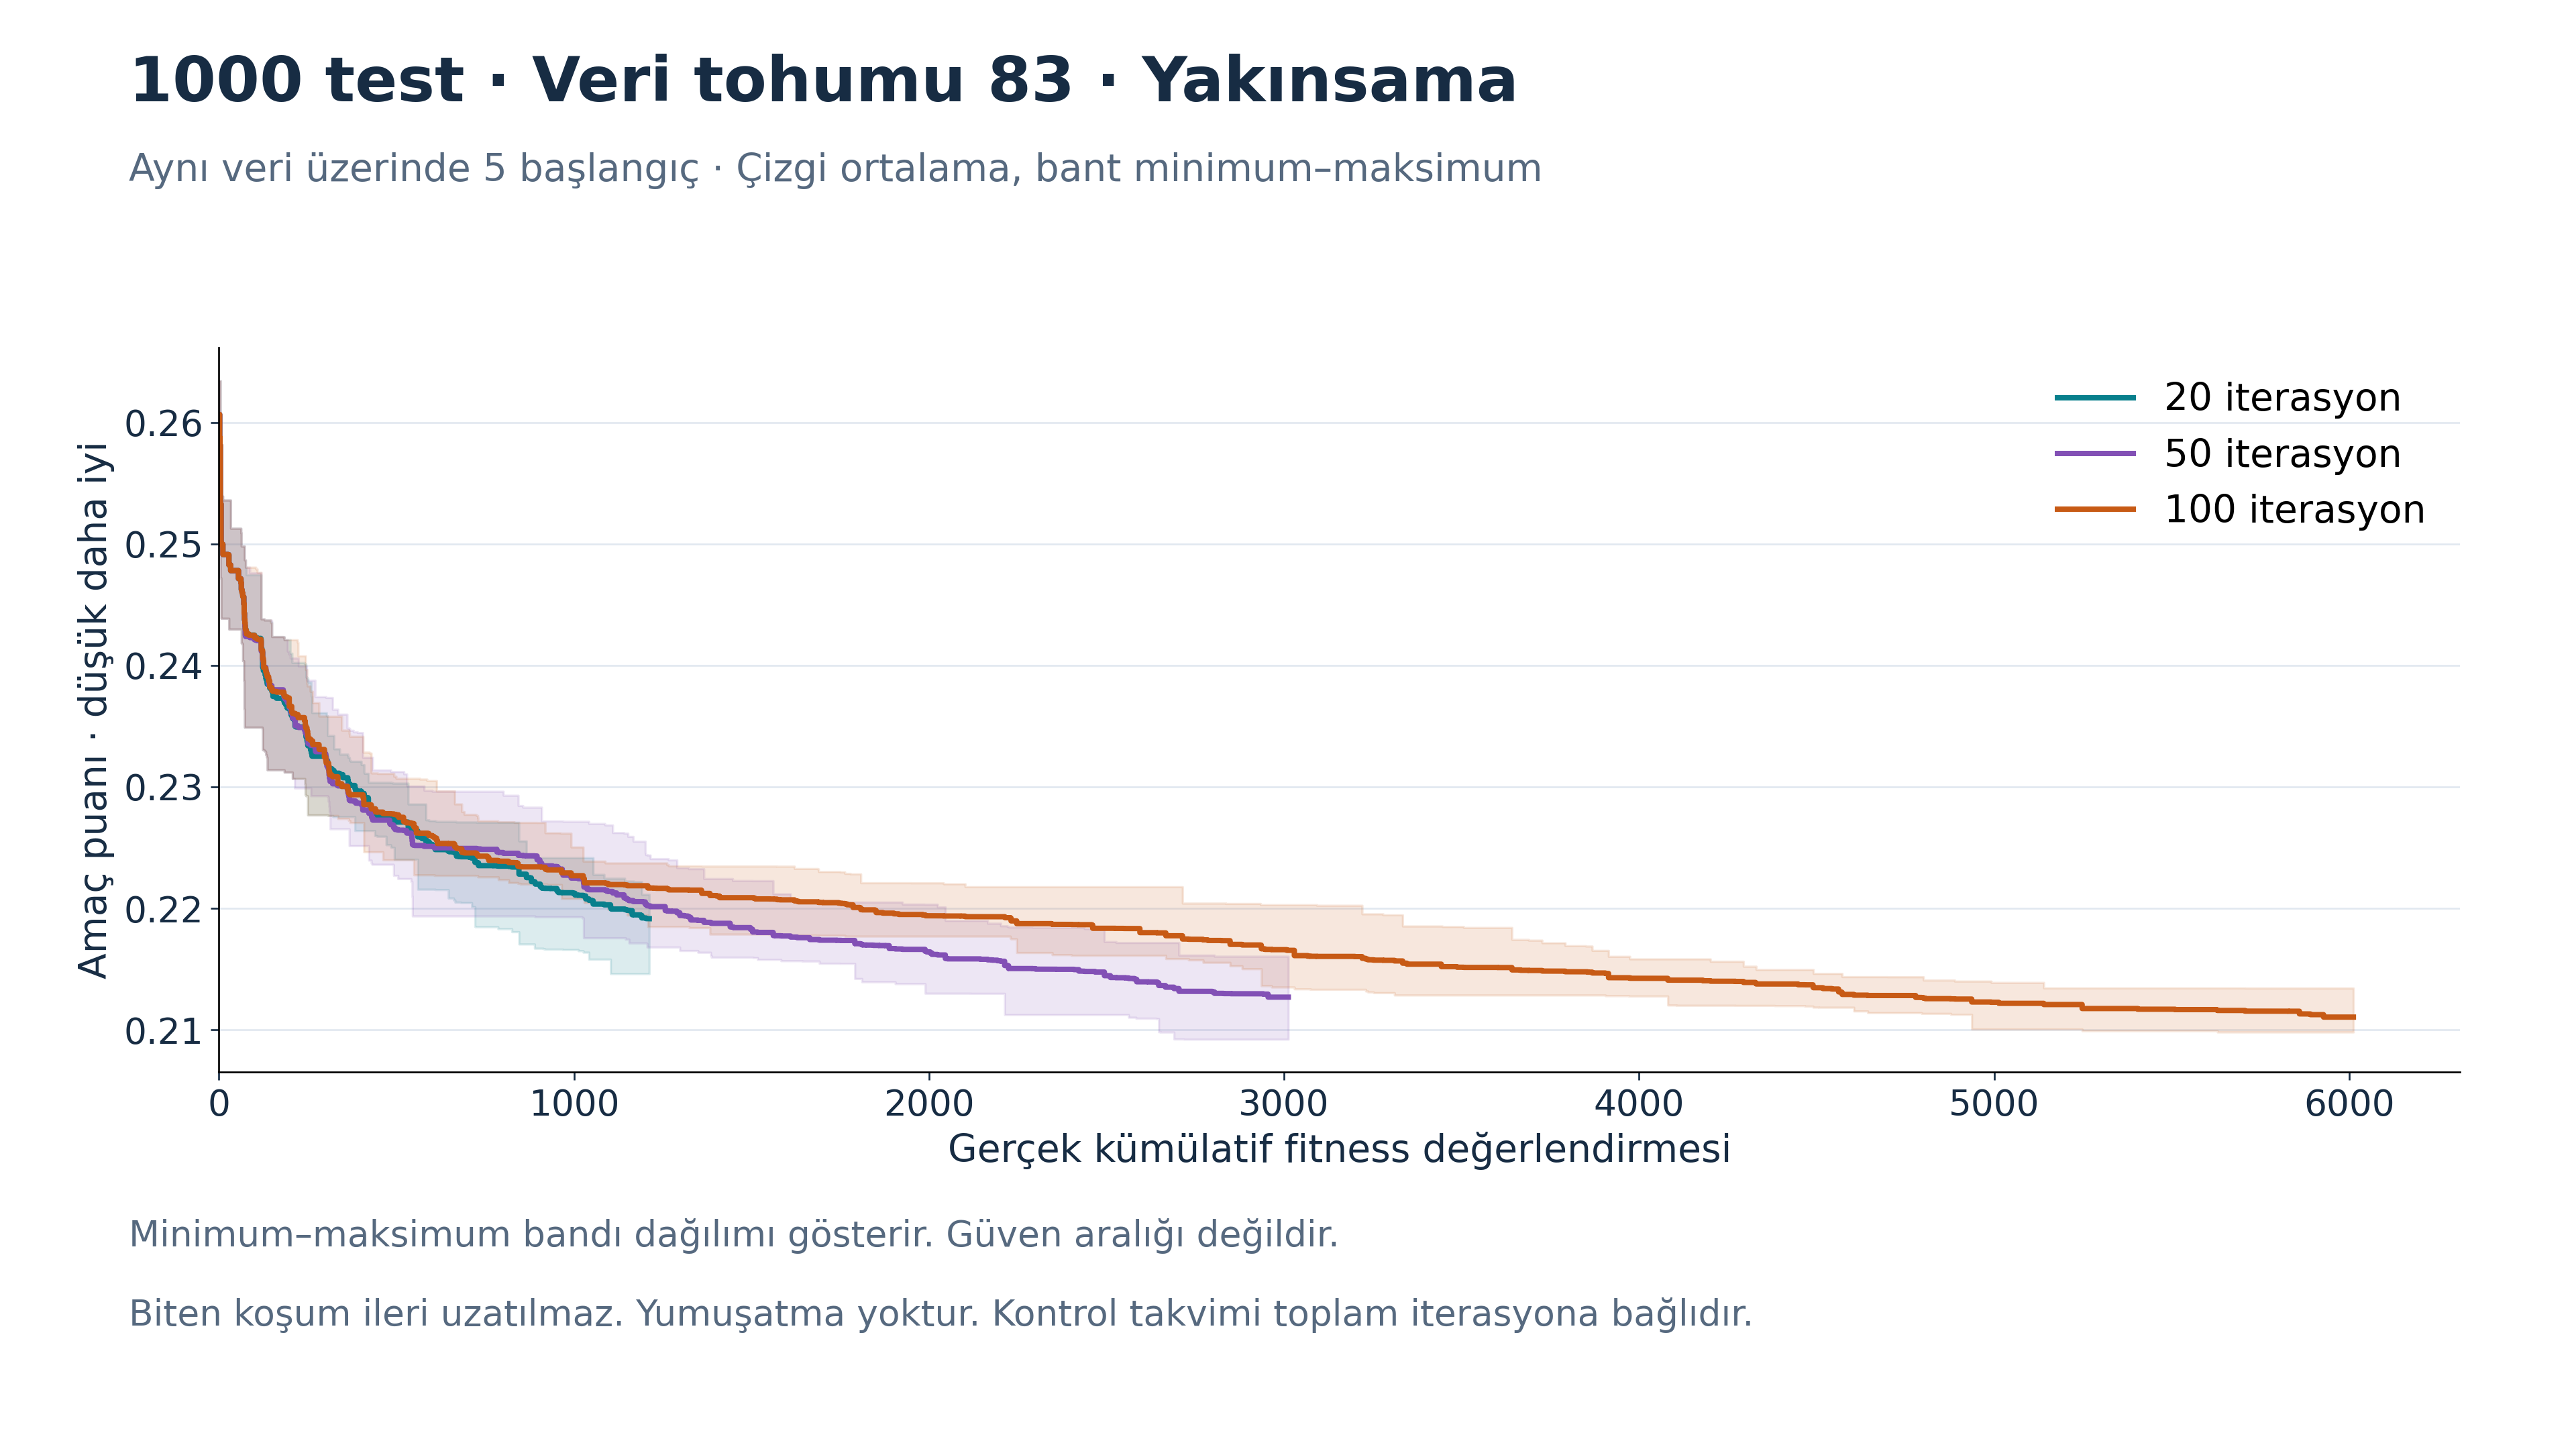 1000 test · Veri tohumu 83 · Yakınsama
Aynı veri üzerinde 5 başlangıç · Çizgi ortalama, bant minimum–maksimum
20 iterasyon
50 iterasyon
100 iterasyon
Amaç puanı · düşük daha iyi
0.26
0.25
0.24
0.23
0.22
0.21
0 1000 2000 3000 4000 5000 6000
Gerçek kümülatif fitness değerlendirmesi
Minimum–maksimum bandı dağılımı gösterir. Güven aralığı değildir.
Biten koşum ileri uzatılmaz. Yumuşatma yoktur. Kontrol takvimi toplam iterasyona bağlıdır.